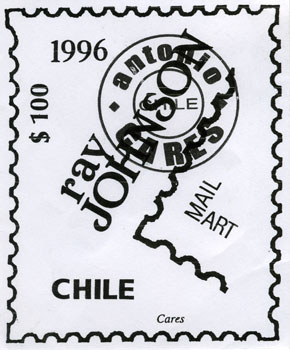 1996
$ 100
antonio
CHILE
CARES
ray
JOHNSON
MAIL
ART
CHILE
Cares